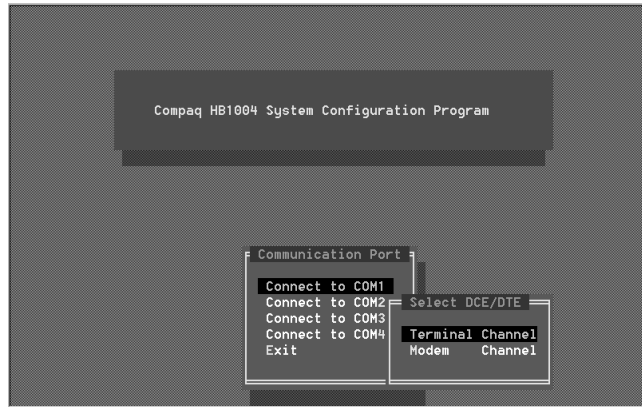 Compaq HB1004 System Configuration Program
Communication Port
Connect to COM1
Connect to COM2
Connect to COM3
Connect to COM4
Exit
Select DCE/DTE
Terminal Channel
Modem Channel